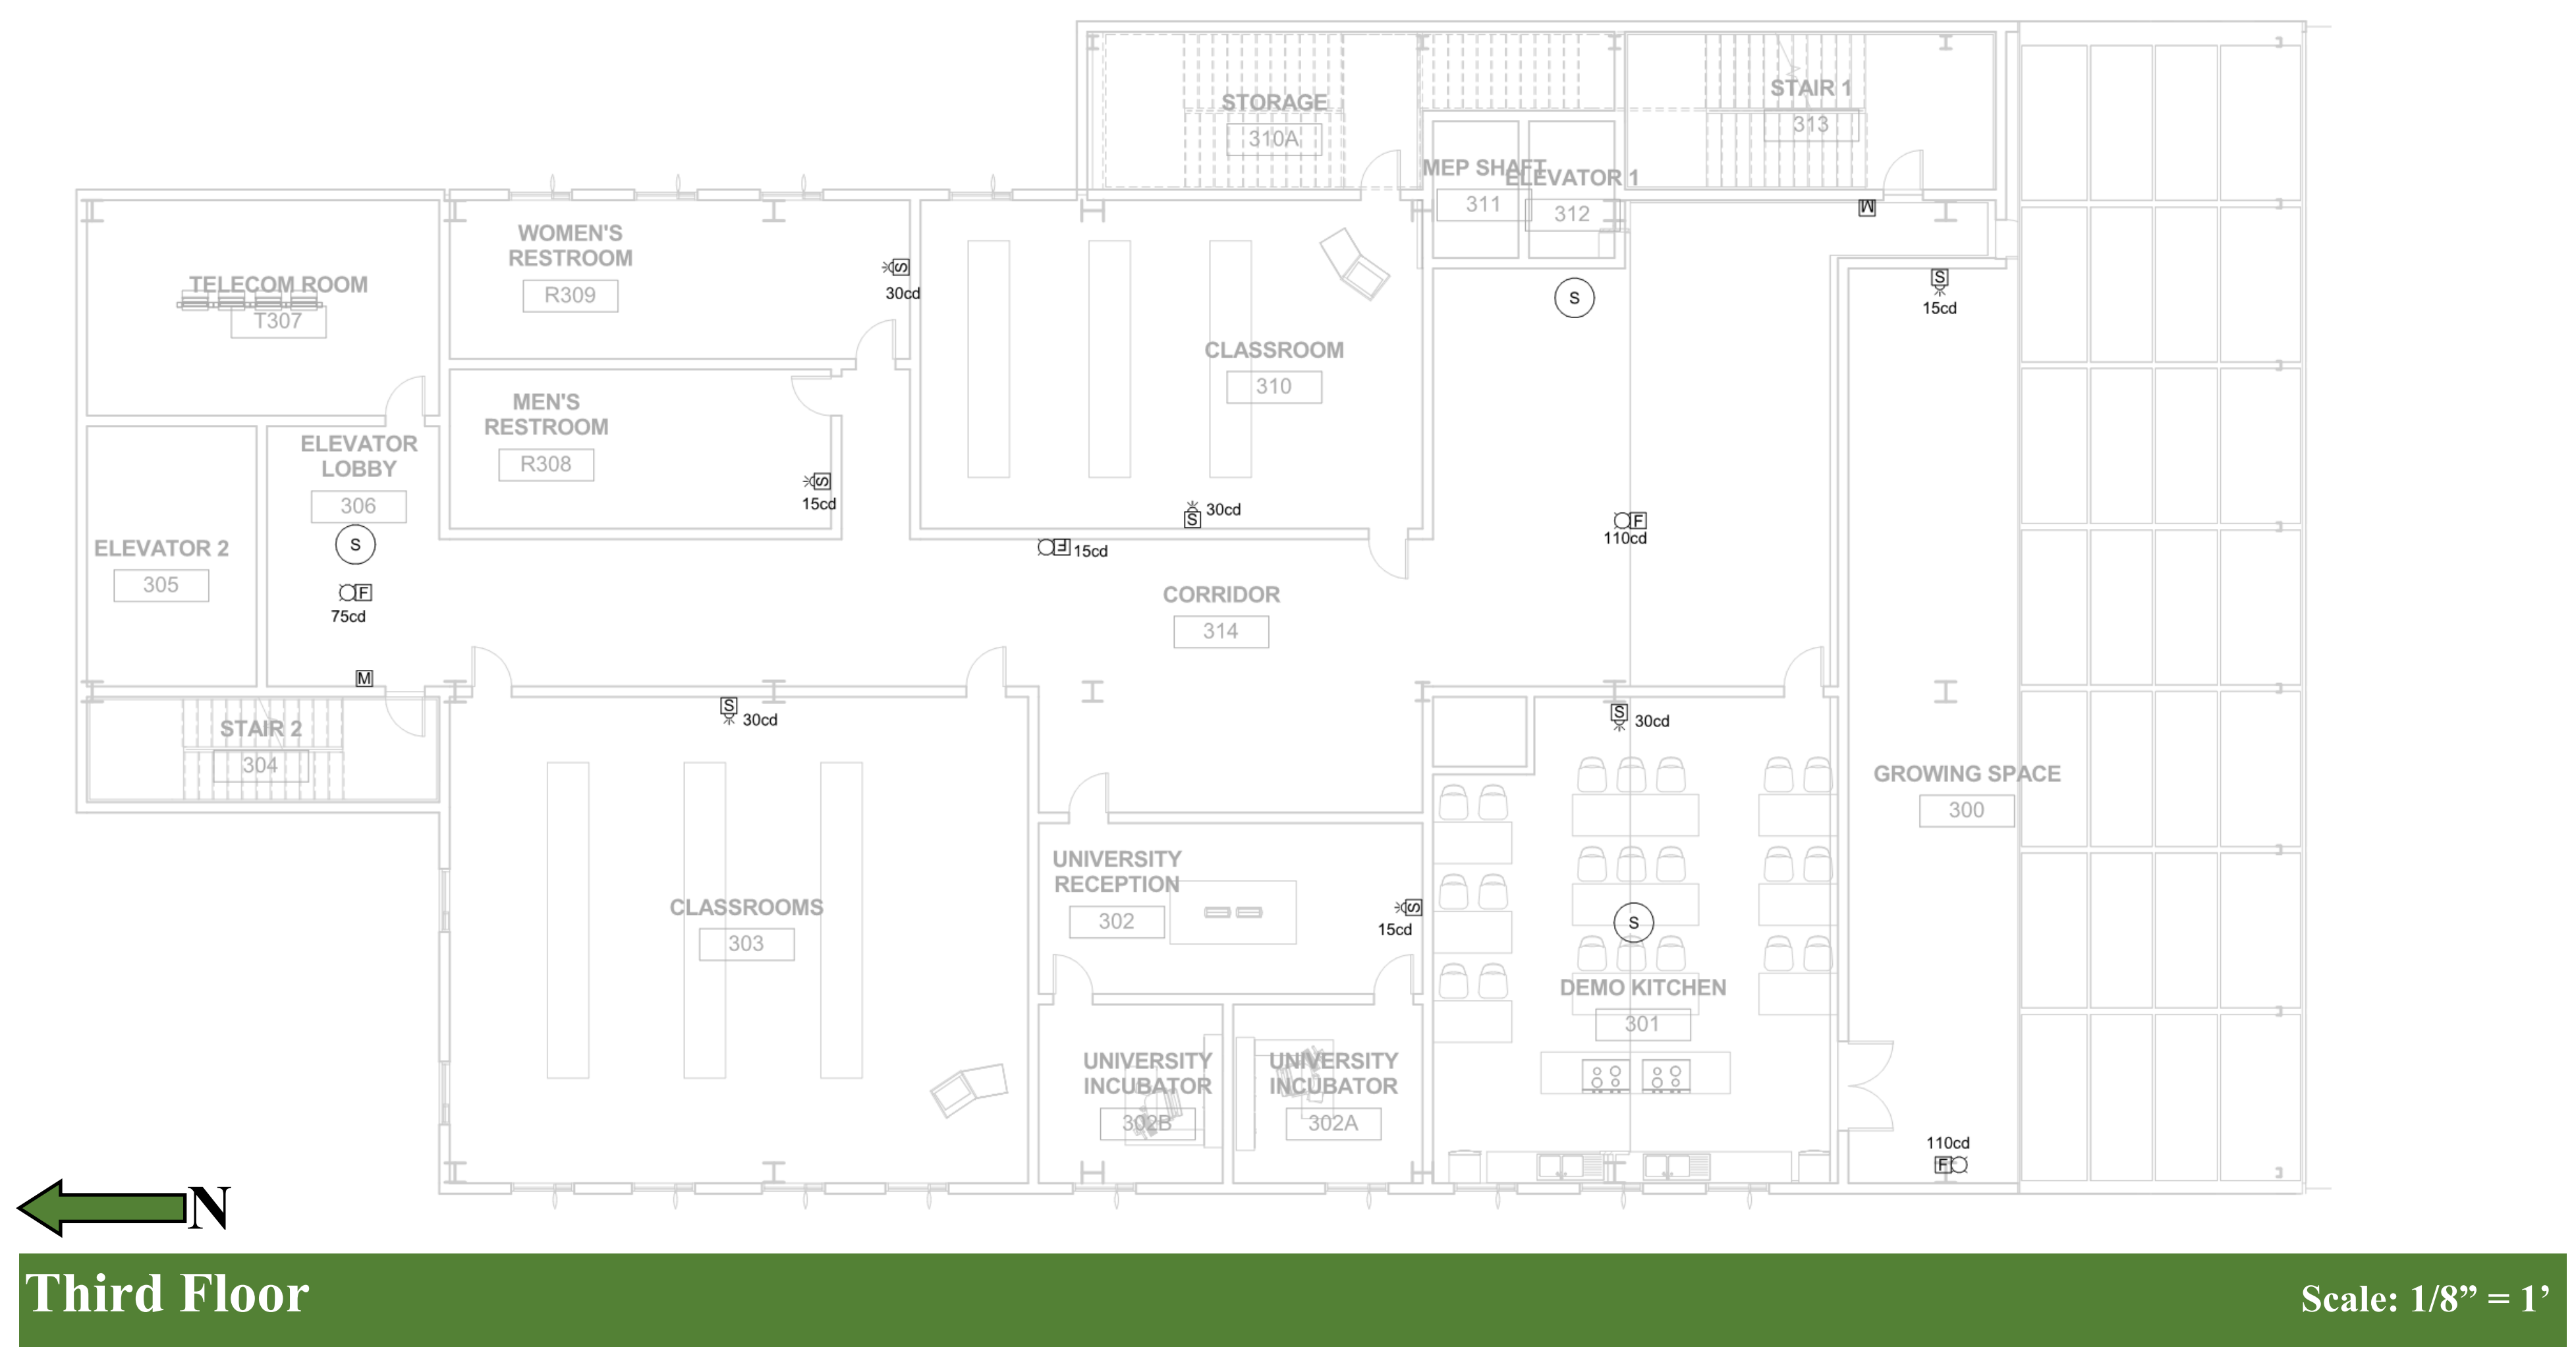 STORAGE
310A
STAIR 1
313
MEP SHAFT
311
ELEVATOR 1
312
M
WOMEN'S
RESTROOM
R309
S
30cd
TELECOM ROOM
T307
S
S
15cd
CLASSROOM
310
MEN'S
RESTROOM
R308
S
15cd
ELEVATOR
LOBBY
306
S
30cd
S
F
15cd
F
110cd
ELEVATOR 2
305
F
75cd
CORRIDOR
314
M
STAIR 2
304
S
30cd
S
30cd
GROWING SPACE
300
UNIVERSITY
RECEPTION
302
S
15cd
CLASSROOMS
303
S
DEMO KITCHEN
301
UNIVERSITY
INCUBATOR
302B
UNIVERSITY
INCUBATOR
302A
110cd
F
N
Third Floor
Scale: 1/8” = 1’